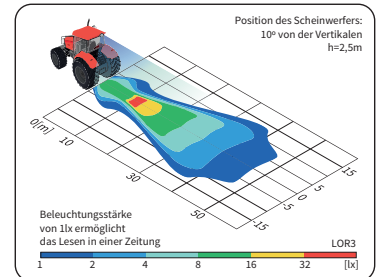 Position des Scheinwerfers:
10° von der Vertikalen
h=2,5m
0[m]
10
30
50
-15
-5
0
5
15
Beleuchtungsstärke
von 1lx ermöglicht
das Lesen in einer Zeitung
LOR3
1 2 4 8 16 32 [lx]